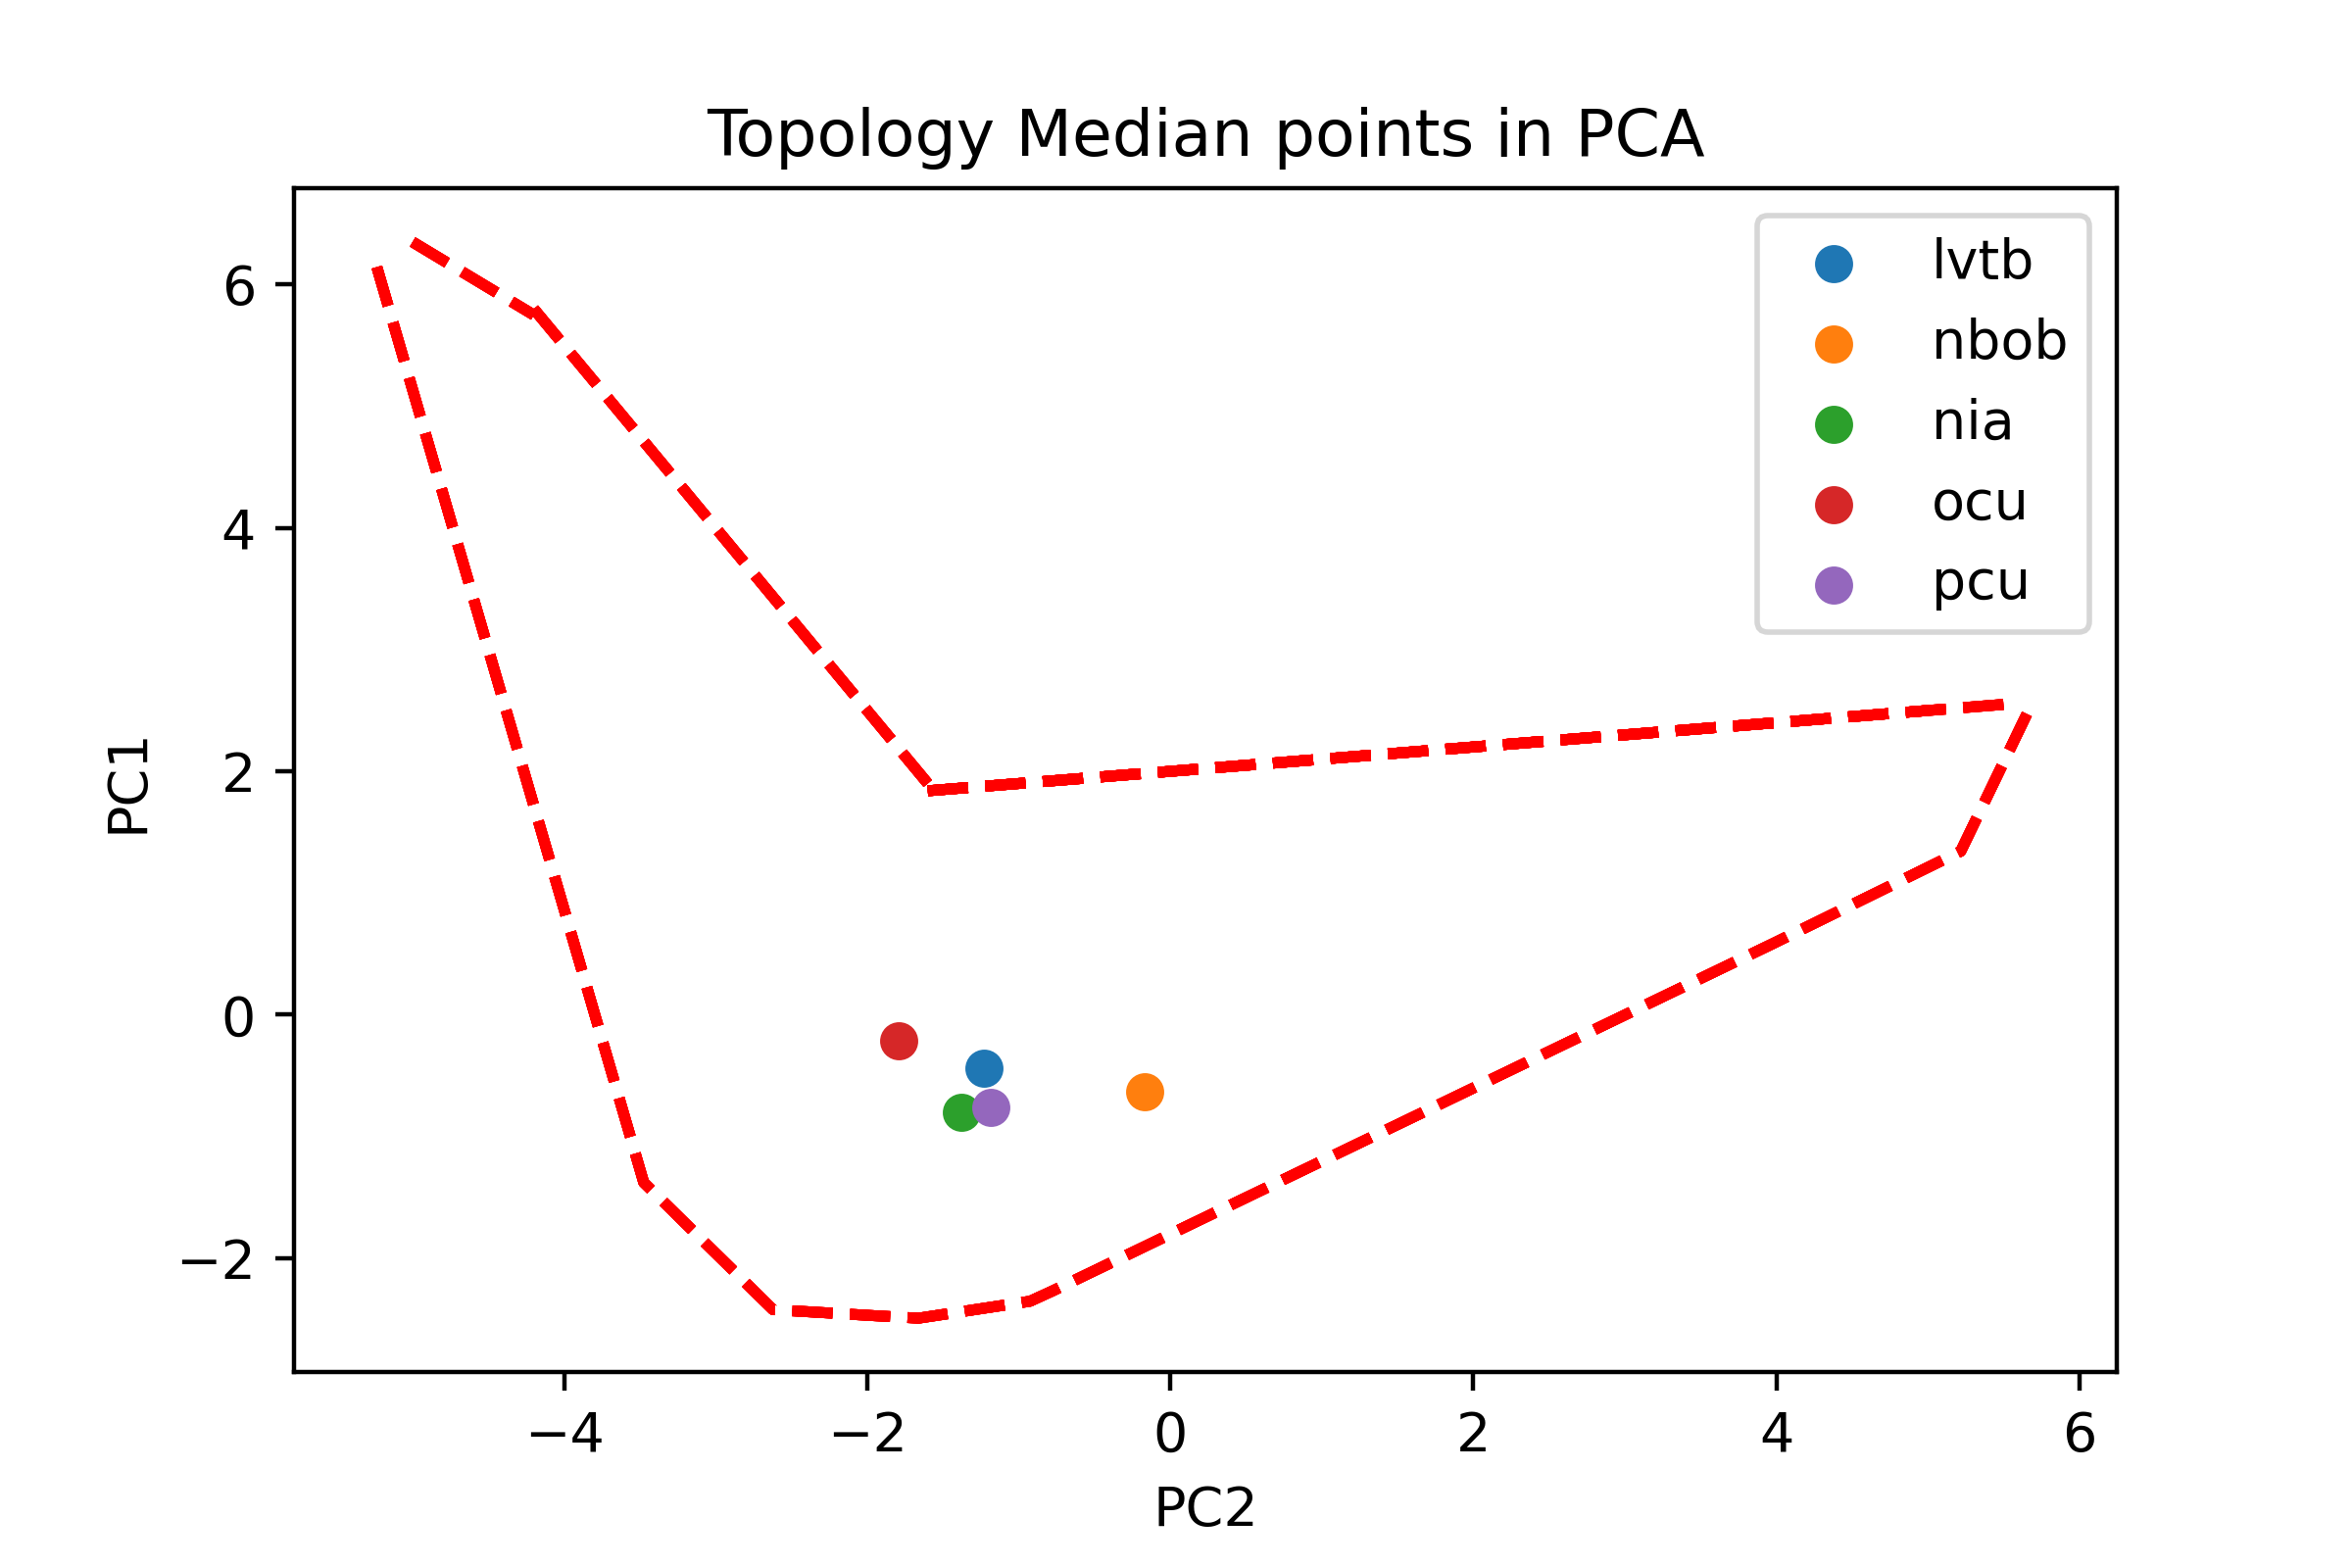 Topology Median points in PCA
lvtb
nbob
nia
ocu
pcu
6
4
2
0
−2
PC1
−4 −2 0 2 4 6
PC2